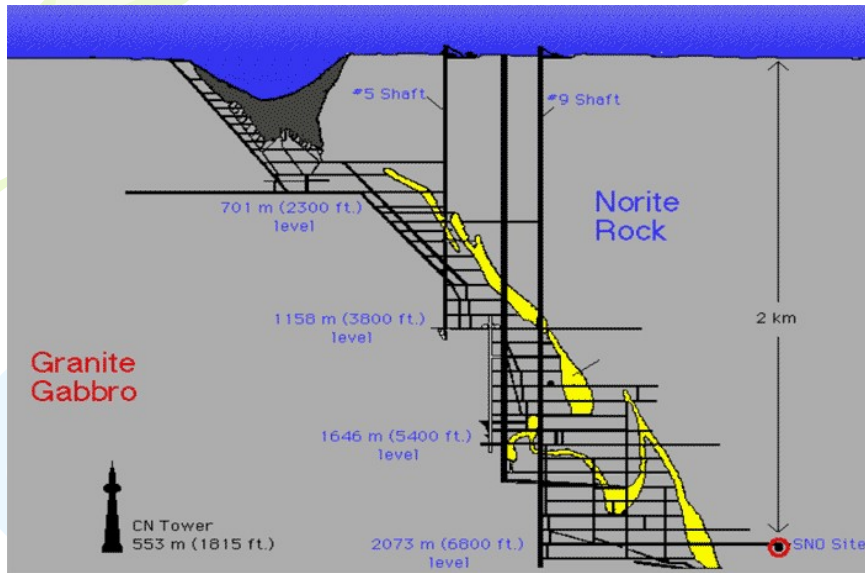 #5 Shaft
#9 Shaft
701 m (2300 ft.)
level
Norite
Rock
1158 m (3800 ft.)
level
2 km
Granite
Gabbro
1646 m (5400 ft.)
level
CN Tower
553 m (1815 ft.)
2073 m (6800 ft.)
level
SNO Site